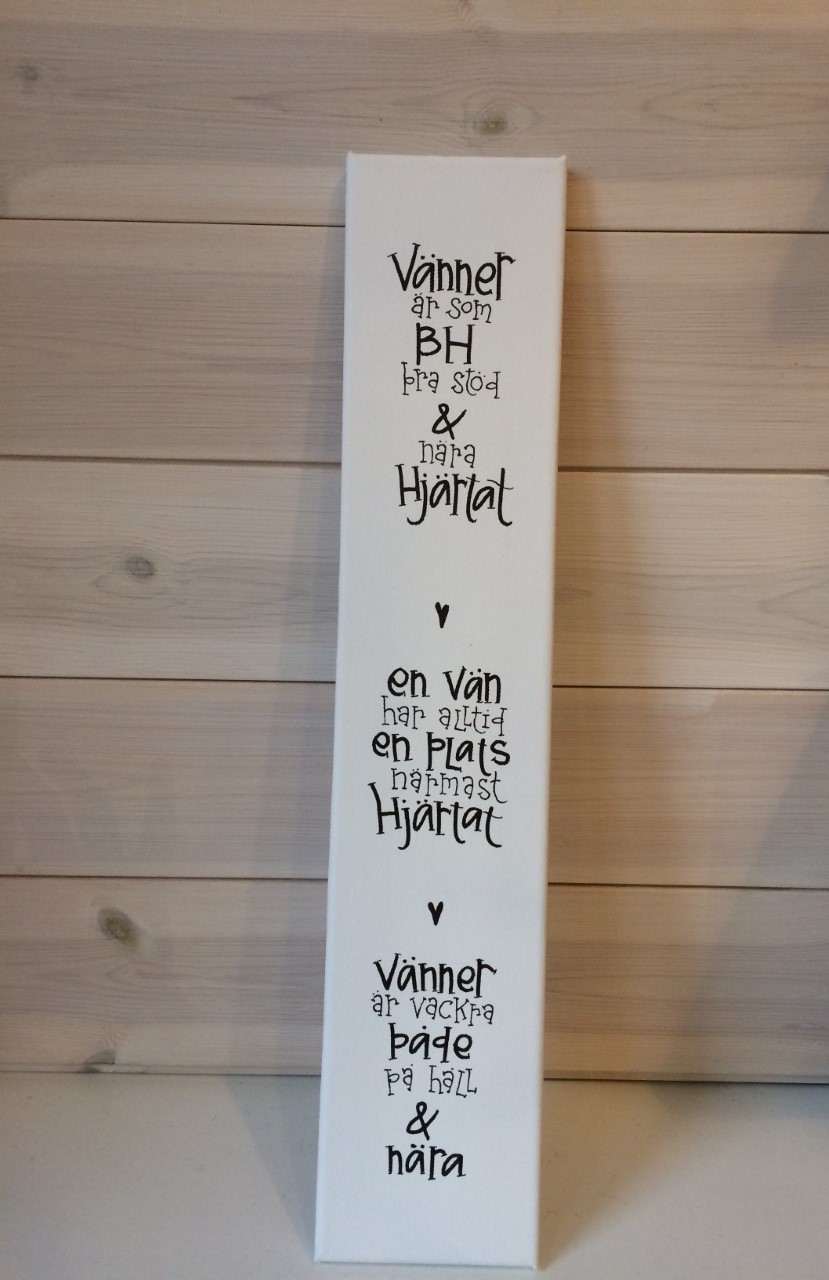 Vänner
är som
BH
bra stöd
&
nära
Hjärtat
♥
en vän
har alltid
en plats
närmast
Hjärtat
♥
Vänner
är vackra
både
på håll
&
nära